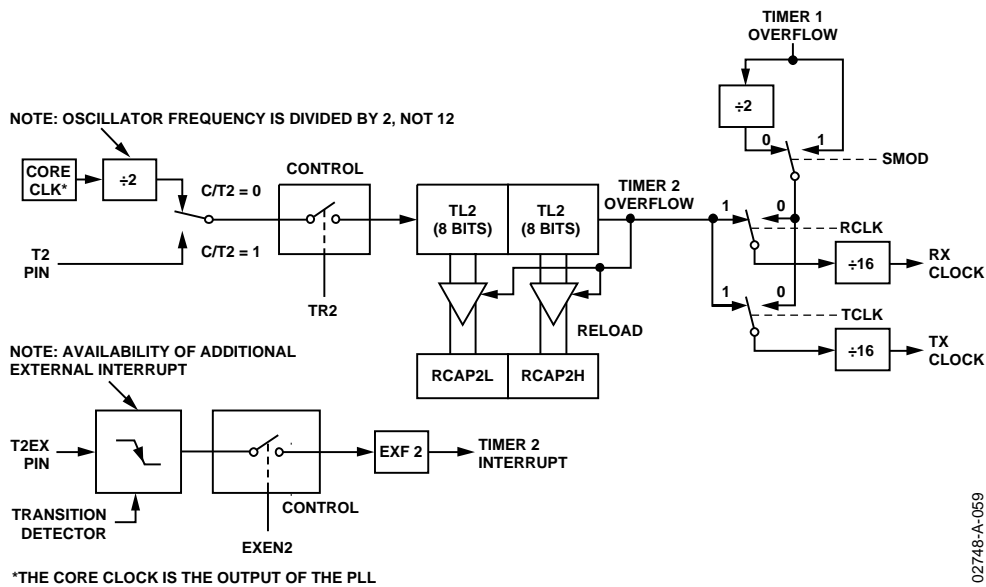 TIMER 1
OVERFLOW
÷2
0
1
SMOD
NOTE: OSCILLATOR FREQUENCY IS DIVIDED BY 2, NOT 12
CORE
CLK*
÷2
C/T2 = 0
C/T2 = 1
T2
PIN
CONTROL
TR2
TL2
(8 BITS)
TL2
(8 BITS)
TIMER 2
OVERFLOW
1
0
RCLK
÷16
RX
CLOCK
1
0
TCLK
÷16
TX
CLOCK
RELOAD
RCAP2L
RCAP2H
NOTE: AVAILABILITY OF ADDITIONAL
EXTERNAL INTERRUPT
T2EX
PIN
TRANSITION
DETECTOR
CONTROL
EXEN2
EXF 2
TIMER 2
INTERRUPT
*THE CORE CLOCK IS THE OUTPUT OF THE PLL
02748-A-059